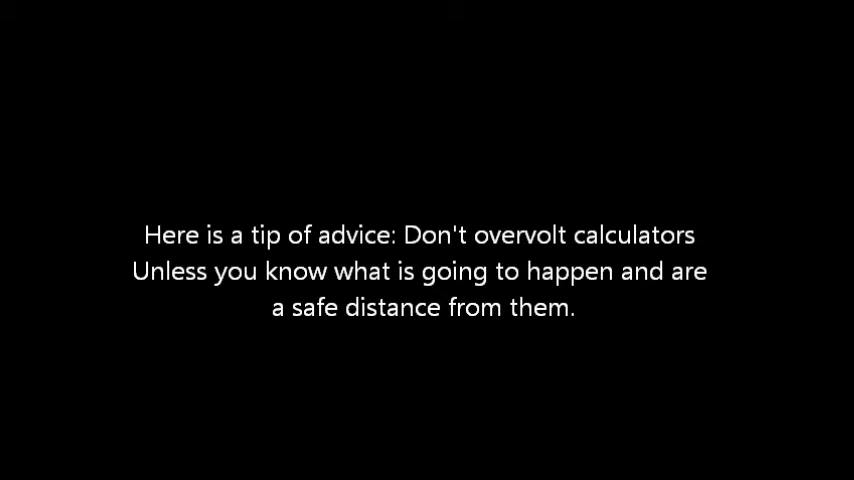 Here is a tip of advice: Don't overvolt calculators
Unless you know what is going to happen and are
a safe distance from them.